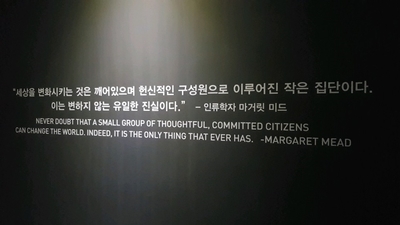 "세상을 변화시키는 것은 깨어있으며 헌신적인 구성원으로 이루어진 작은 집단이다.
이는 변하지 않는 유일한 진실이다." – 인류학자 마거릿 미드
NEVER DOUBT THAT A SMALL GROUP OF THOUGHTFUL, COMMITTED CITIZENS
CAN CHANGE THE WORLD. INDEED, IT IS THE ONLY THING THAT EVER HAS. -MARGARET MEAD